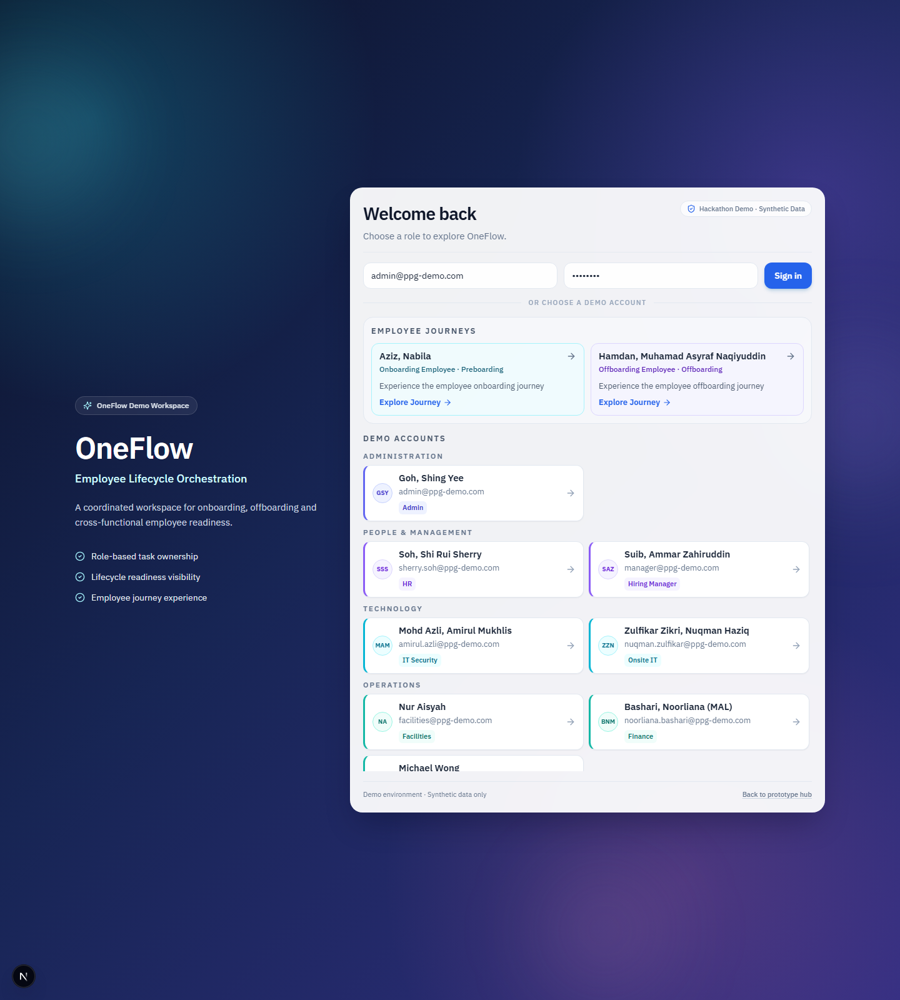 OneFlow Demo Workspace
OneFlow
Employee Lifecycle Orchestration
A coordinated workspace for onboarding, offboarding and
cross-functional employee readiness.
Role-based task ownership
Lifecycle readiness visibility
Employee journey experience
Welcome back
Hackathon Demo · Synthetic Data
Choose a role to explore OneFlow.
admin@ppg-demo.com
••••••••
Sign in
OR CHOOSE A DEMO ACCOUNT
EMPLOYEE JOURNEYS
Aziz, Nabila
Onboarding Employee · Preboarding
Experience the employee onboarding journey
Explore Journey
Hamdan, Muhamad Asyraf Naqiyuddin
Offboarding Employee · Offboarding
Experience the employee offboarding journey
Explore Journey
DEMO ACCOUNTS
ADMINISTRATION
GSY
Goh, Shing Yee
admin@ppg-demo.com
Admin
PEOPLE & MANAGEMENT
SSS
Soh, Shi Rui Sherry
sherry.soh@ppg-demo.com
HR
SAZ
Suib, Ammar Zahiruddin
manager@ppg-demo.com
Hiring Manager
TECHNOLOGY
MAM
Mohd Azli, Amirul Mukhlis
amirul.azli@ppg-demo.com
IT Security
ZZN
Zulfikar Zikri, Nuqman Haziq
nuqman.zulfikar@ppg-demo.com
Onsite IT
OPERATIONS
NA
Nur Aisyah
facilities@ppg-demo.com
Facilities
BNM
Bashari, Noorliana (MAL)
noorliana.bashari@ppg-demo.com
Finance
Michael Wong
Demo environment · Synthetic data only
Back to prototype hub
N